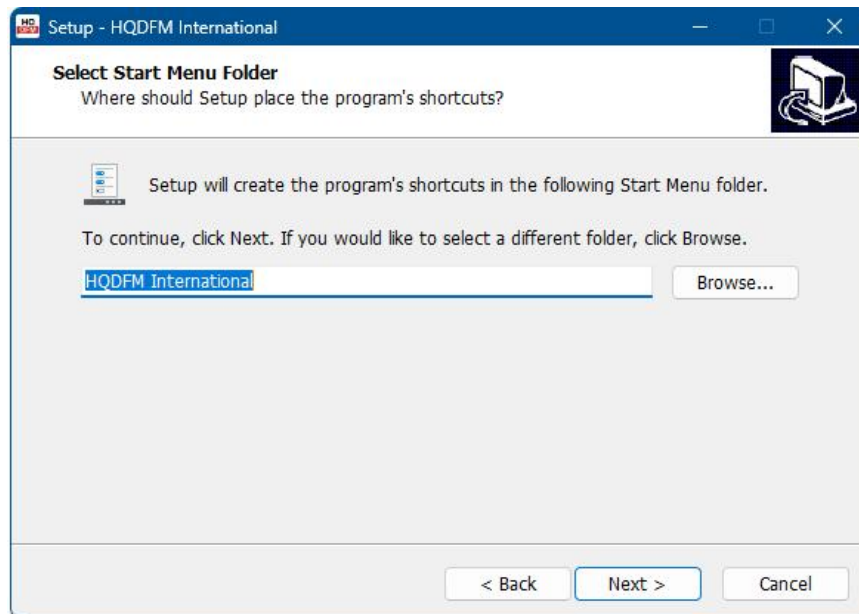 HQ
DFM
Setup - HQDFM International
Select Start Menu Folder
Where should Setup place the program's shortcuts?
Setup will create the program's shortcuts in the following Start Menu folder.
To continue, click Next. If you would like to select a different folder, click Browse.
HQDFM International
Browse...
< Back
Next >
Cancel